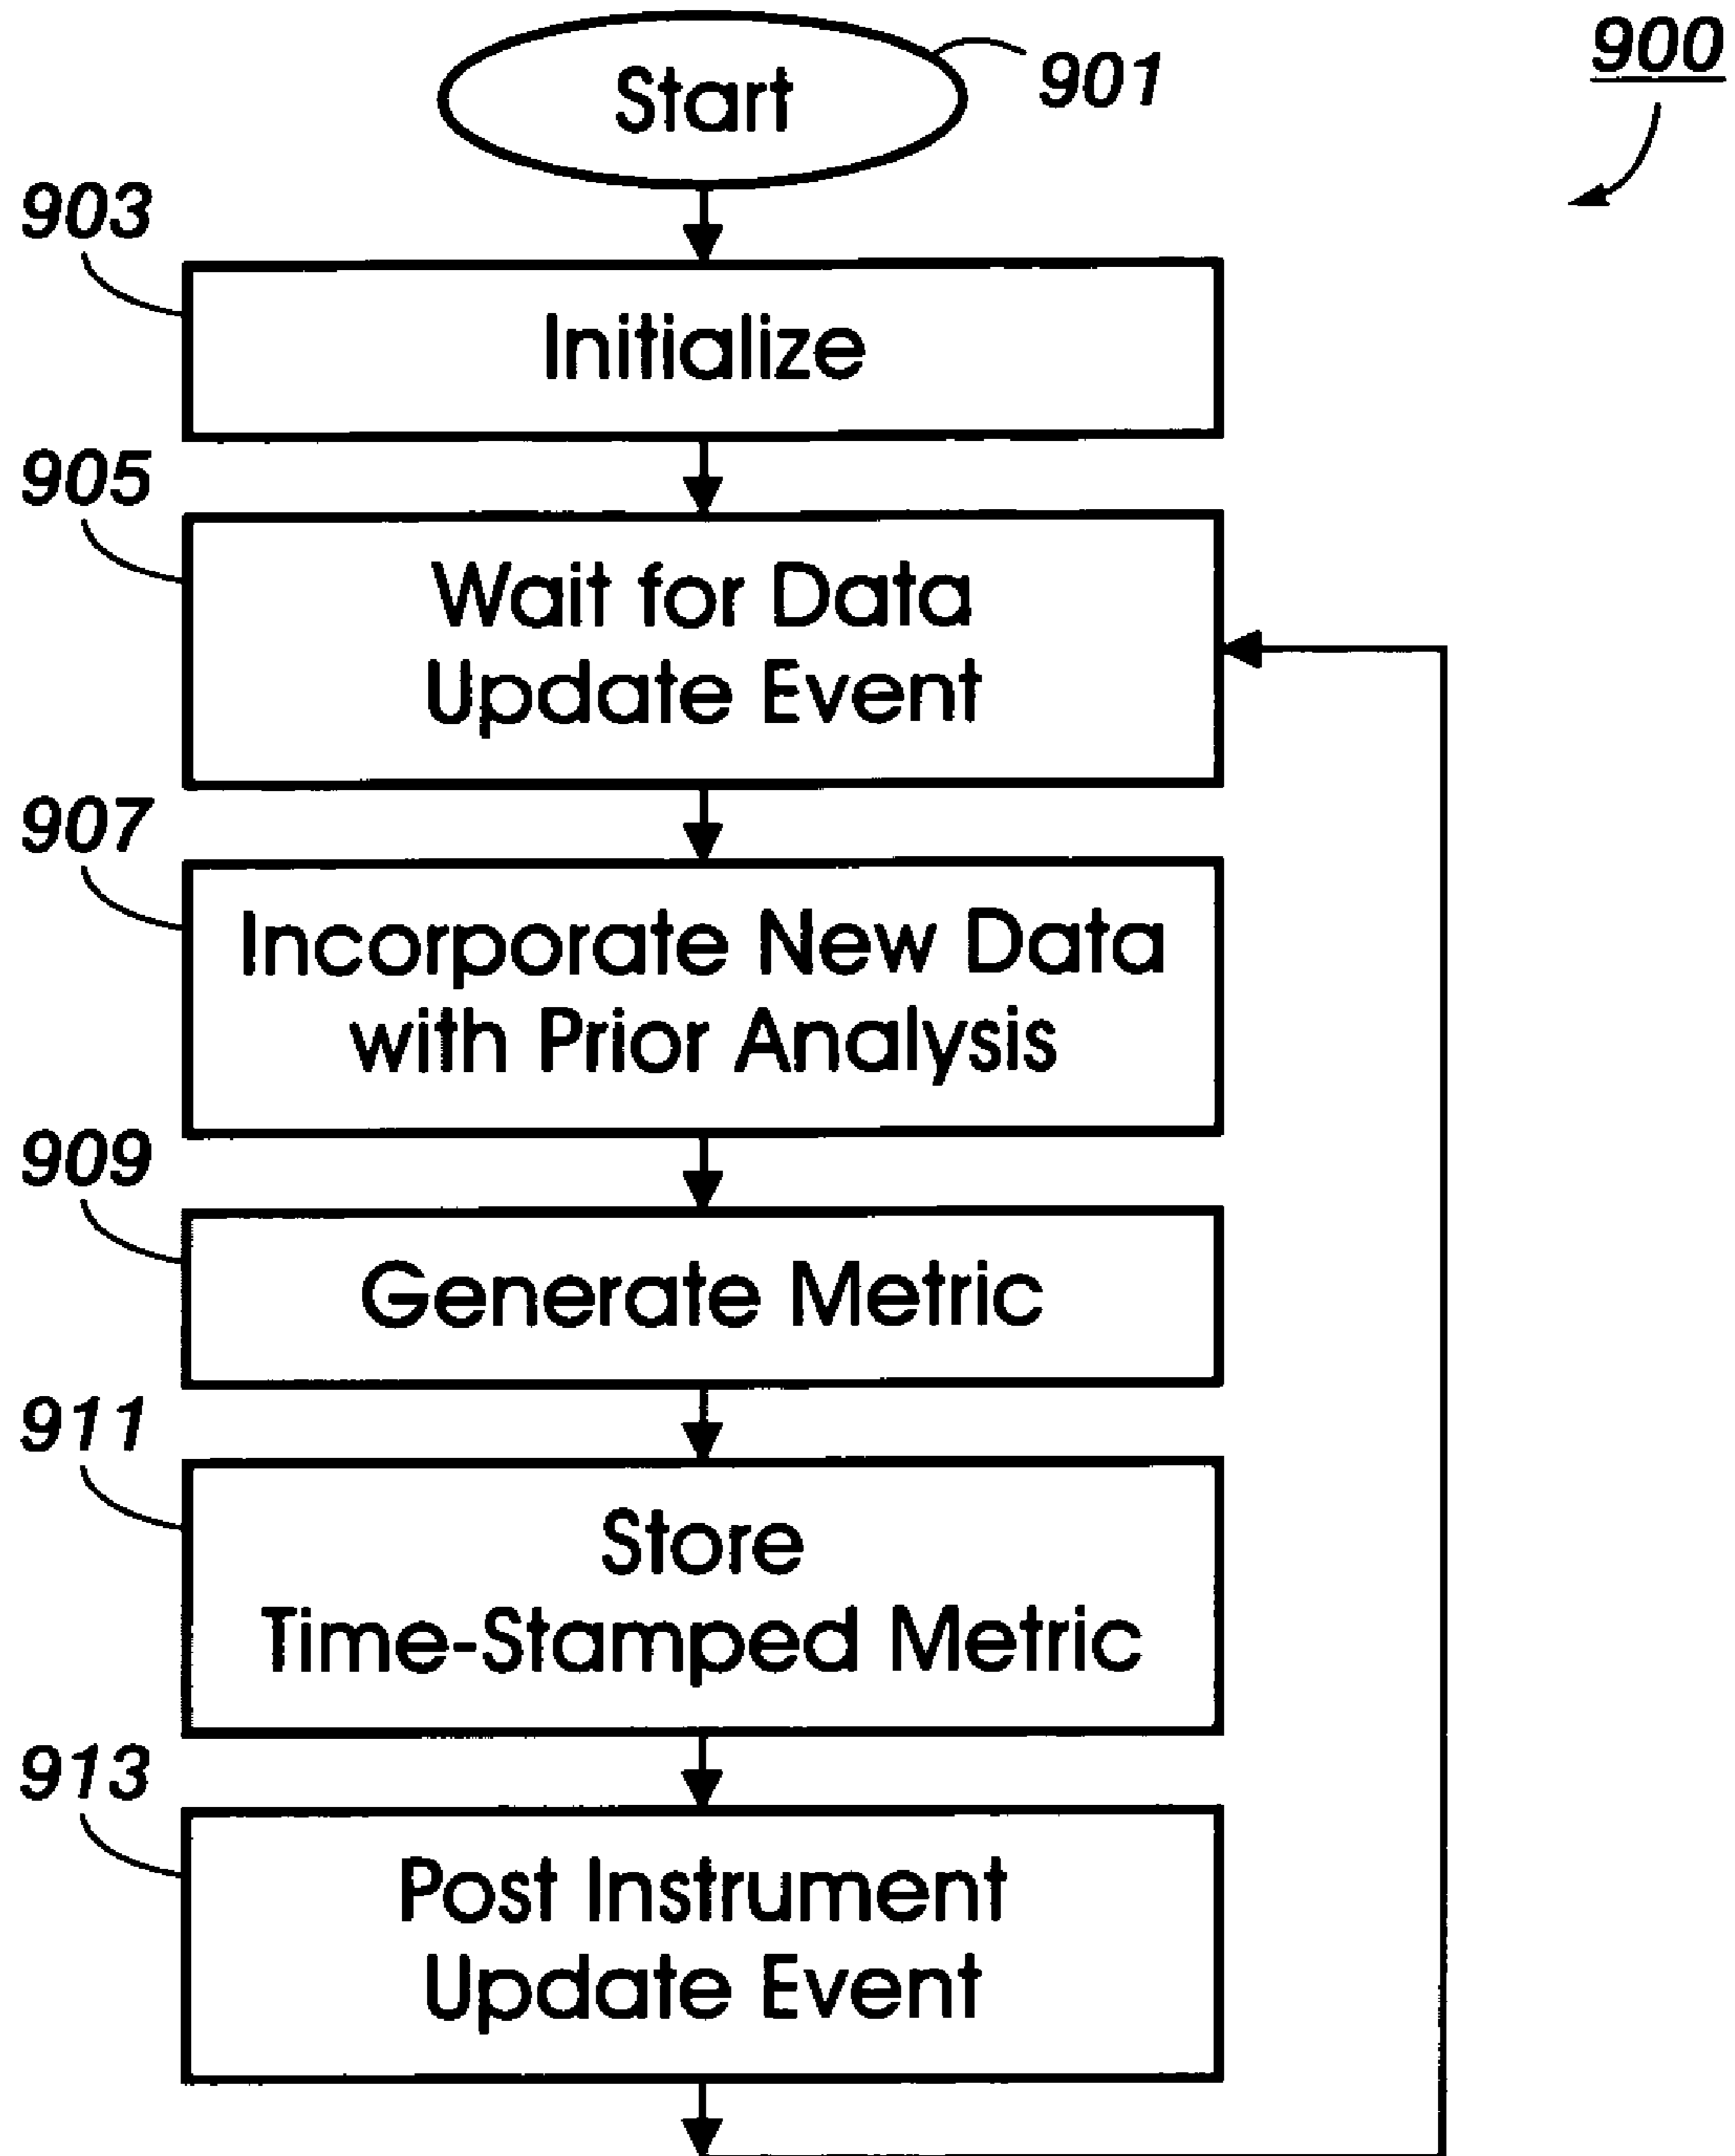 900
Start
901
903
Initialize
905
Wait for Data
Update Event
907
Incorporate New Data
with Prior Analysis
909
Generate Metric
911
Store
Time-Stamped Metric
913
Post Instrument
Update Event